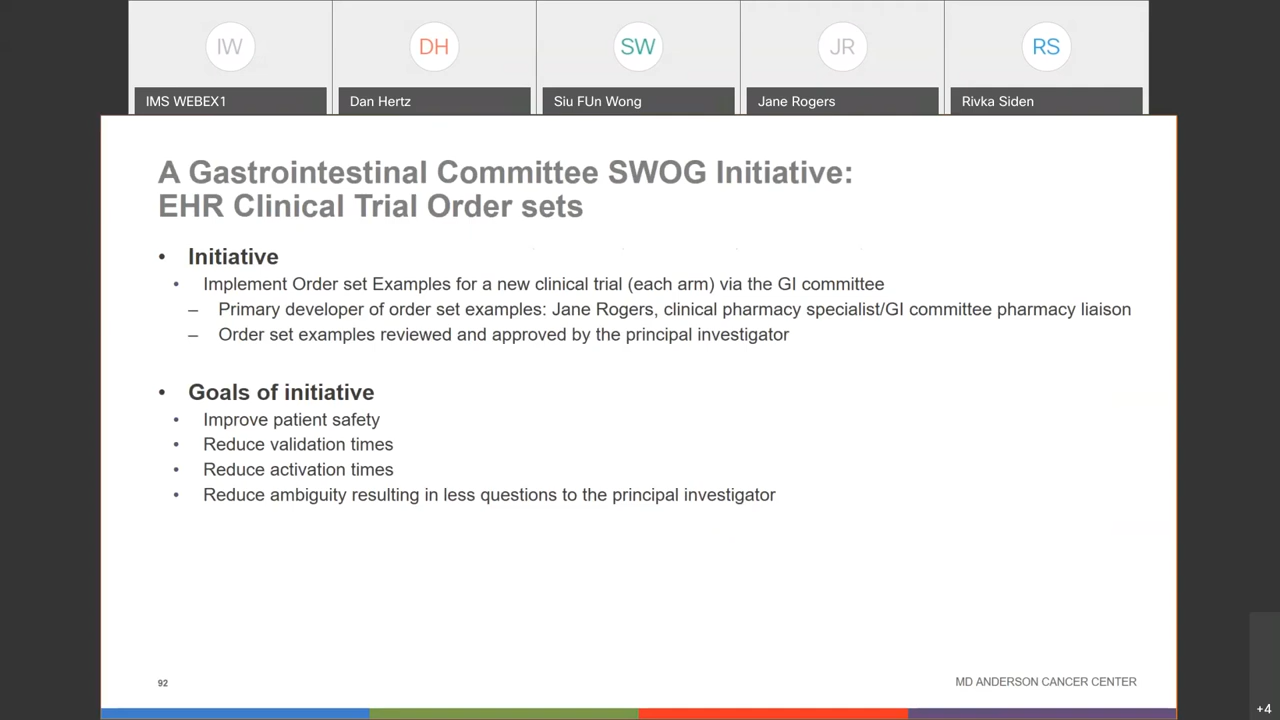 IW
DH
SW
JR
RS
IMS WEBEX1
Dan Hertz
Siu FUn Wong
Jane Rogers
Rivka Siden
A Gastrointestinal Committee SWOG Initiative:
EHR Clinical Trial Order sets
• Initiative
• Implement Order set Examples for a new clinical trial (each arm) via the GI committee
– Primary developer of order set examples: Jane Rogers, clinical pharmacy specialist/GI committee pharmacy liaison
– Order set examples reviewed and approved by the principal investigator
• Goals of initiative
• Improve patient safety
• Reduce validation times
• Reduce activation times
• Reduce ambiguity resulting in less questions to the principal investigator
92
MD ANDERSON CANCER CENTER
+4